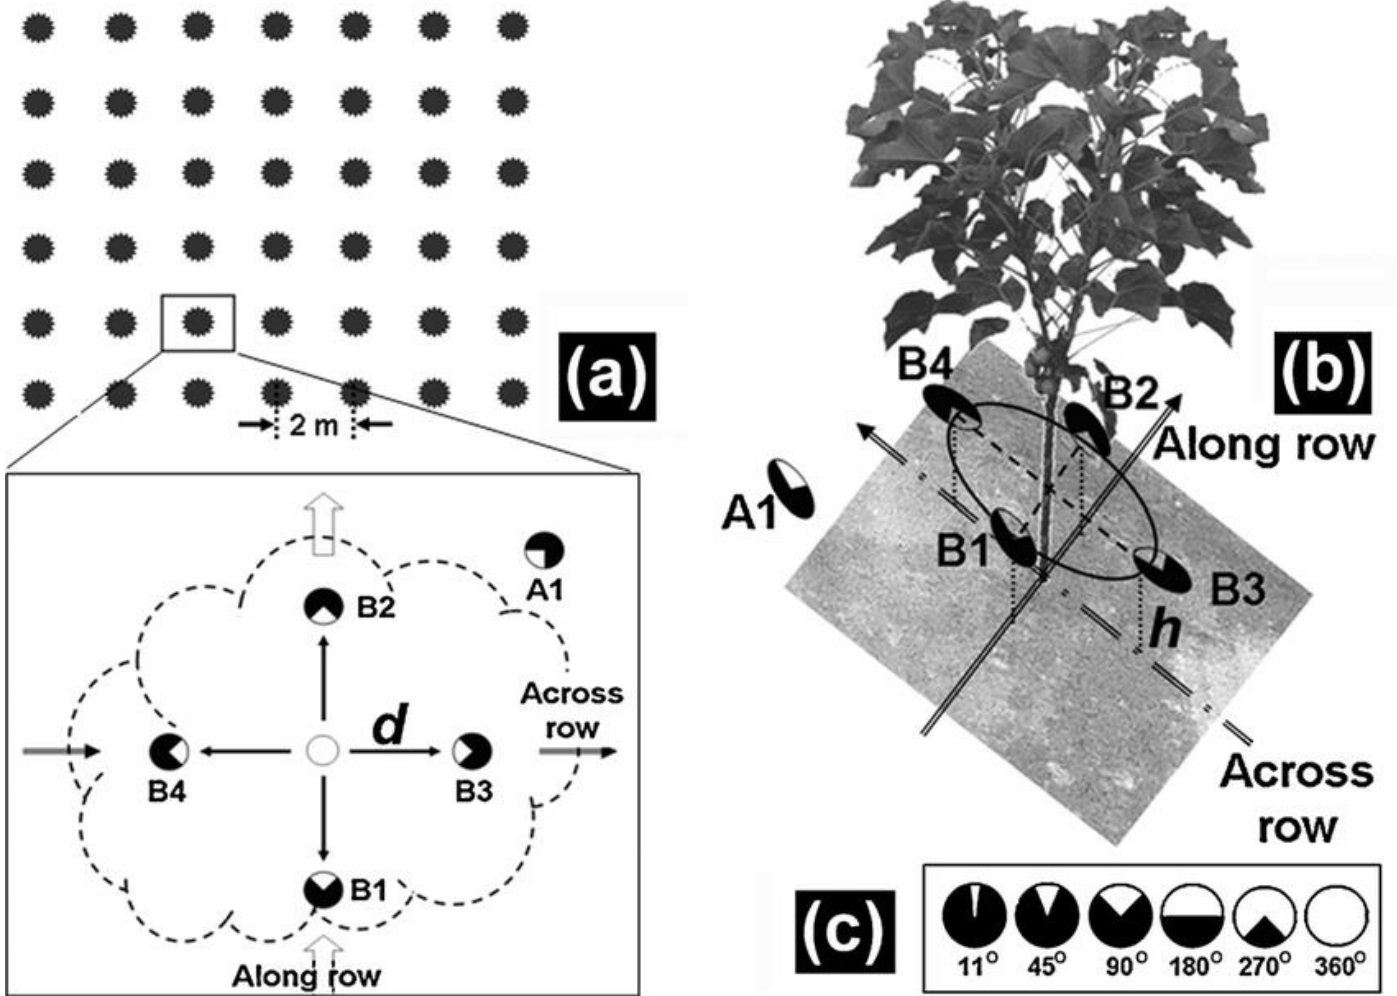 (a)
2 m
A1
B2
Across
row
d
B4
B3
B1
Along row
(b)
B4
B2
Along row
A1
B1
B3
h
Across
row
(c)
11°
45°
90°
180°
270°
360°